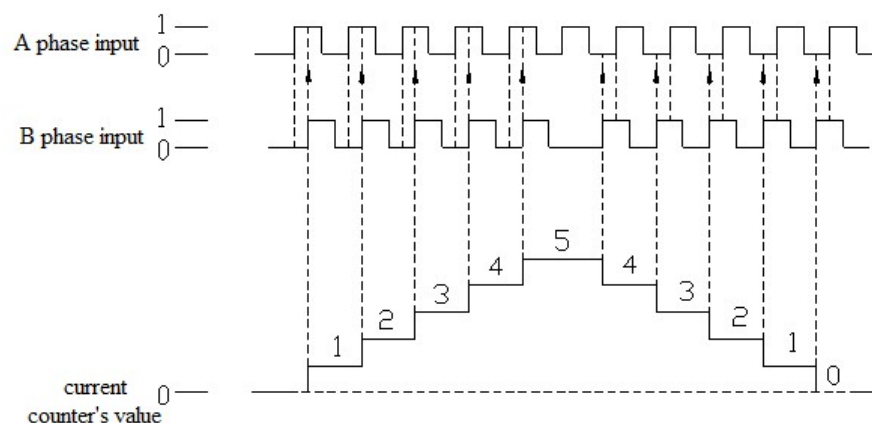 1
A phase input
0
1
B phase input
0
5
4 4
3 3
2 2
1 1
0
current 0
counter's value